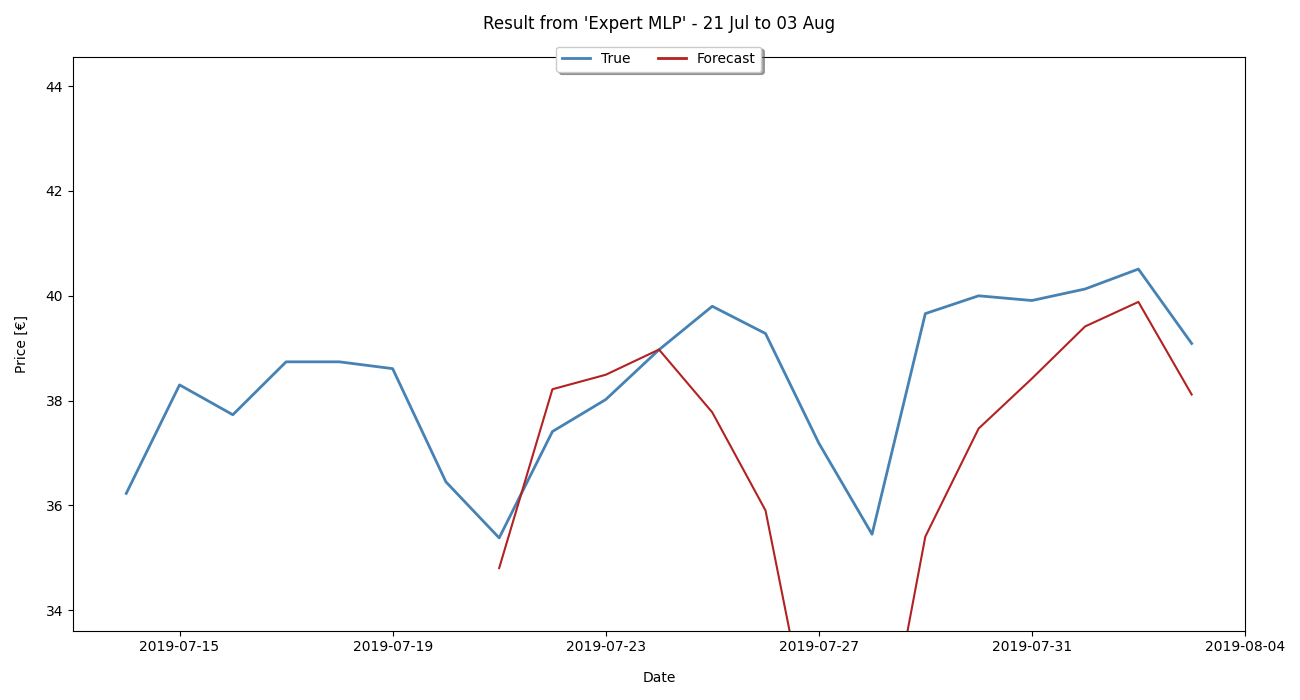 Result from 'Expert MLP' - 21 Jul to 03 Aug
True Forecast
44
42
40
38
36
34
Price [€]
2019-07-15 2019-07-19 2019-07-23 2019-07-27 2019-07-31 2019-08-04
Date